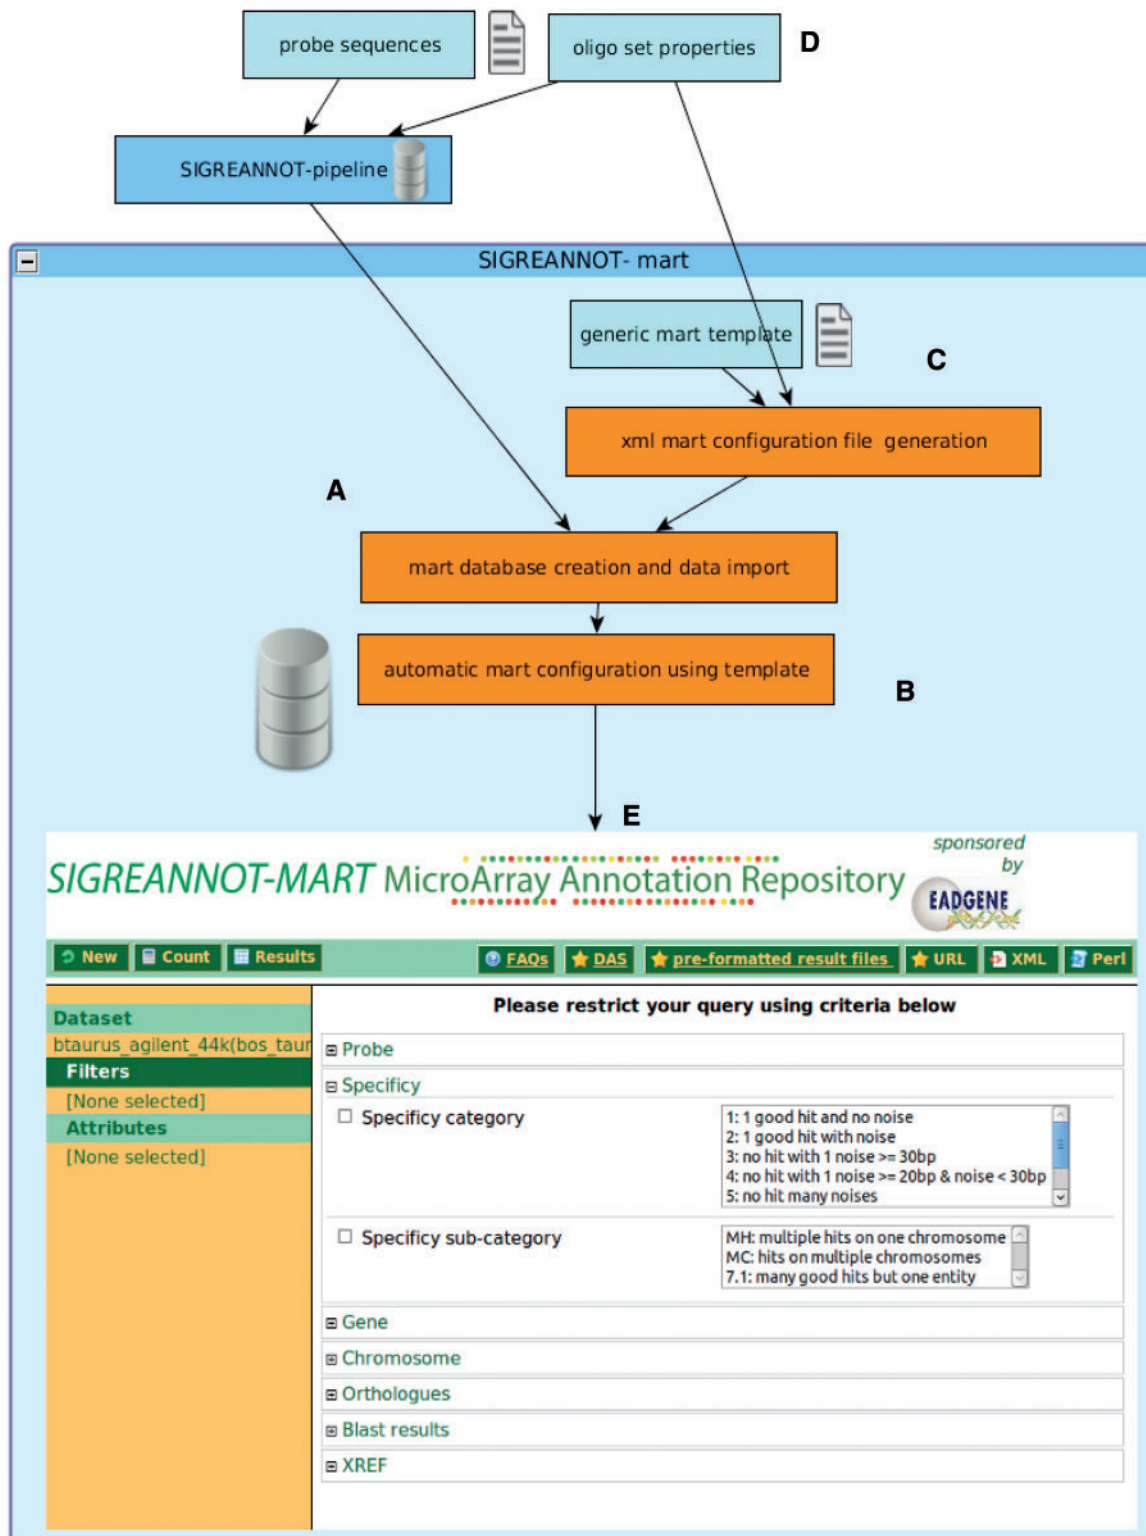 probe sequences
oligo set properties
D
SIGREANNOT-pipeline
SIGREANNOT- mart
generic mart template
C
xml mart configuration file generation
A
mart database creation and data import
automatic mart configuration using template
B
E
SIGREANNOT-MART MicroArray Annotation Repository
sponsored
by
EADGENE
New
Count
Results
FAQs
DAS
pre-formatted result files
URL
XML
Perl
Dataset
btaurus_agilent_44k(bos_taur
Filters
[None selected]
Attributes
[None selected]
Please restrict your query using criteria below
Probe
Specificy
Specificy category
1: 1 good hit and no noise
2: 1 good hit with noise
3: no hit with 1 noise >= 30bp
4: no hit with 1 noise >= 20bp & noise < 30bp
5: no hit many noises
Specificy sub-category
MH: multiple hits on one chromosome
MC: hits on multiple chromosomes
7.1: many good hits but one entity
Gene
Chromosome
Orthologues
Blast results
XREF